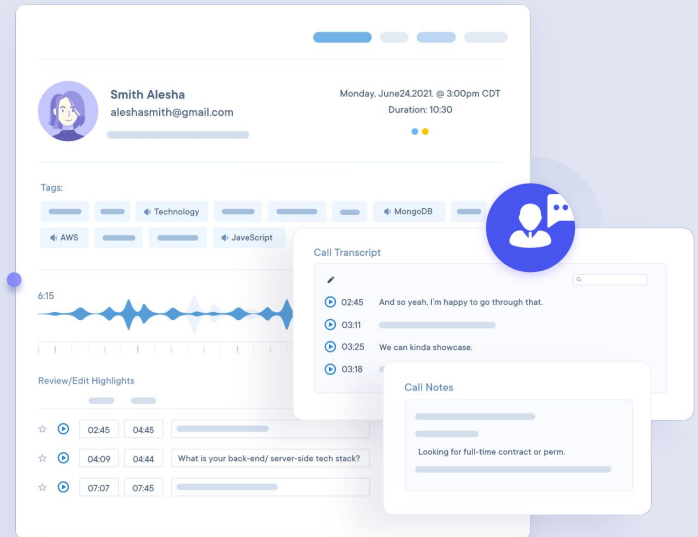 Smith Alesha
aleshasmith@gmail.com
Monday, June24,2021. @ 3:00pm CDT
Duration: 10:30
Tags:
Technology
MongoDB
AWS
JaveScript
6:15
Call Transcript
02:45 And so yeah, I'm happy to go through that.
03:11
03:25 We can kinda showcase.
03:18
Review/Edit Highlights
02:45 04:45
04:09 04:44 What is your back-end/ server-side tech stack?
07:07 07:45
Call Notes
Looking for full-time contract or perm.